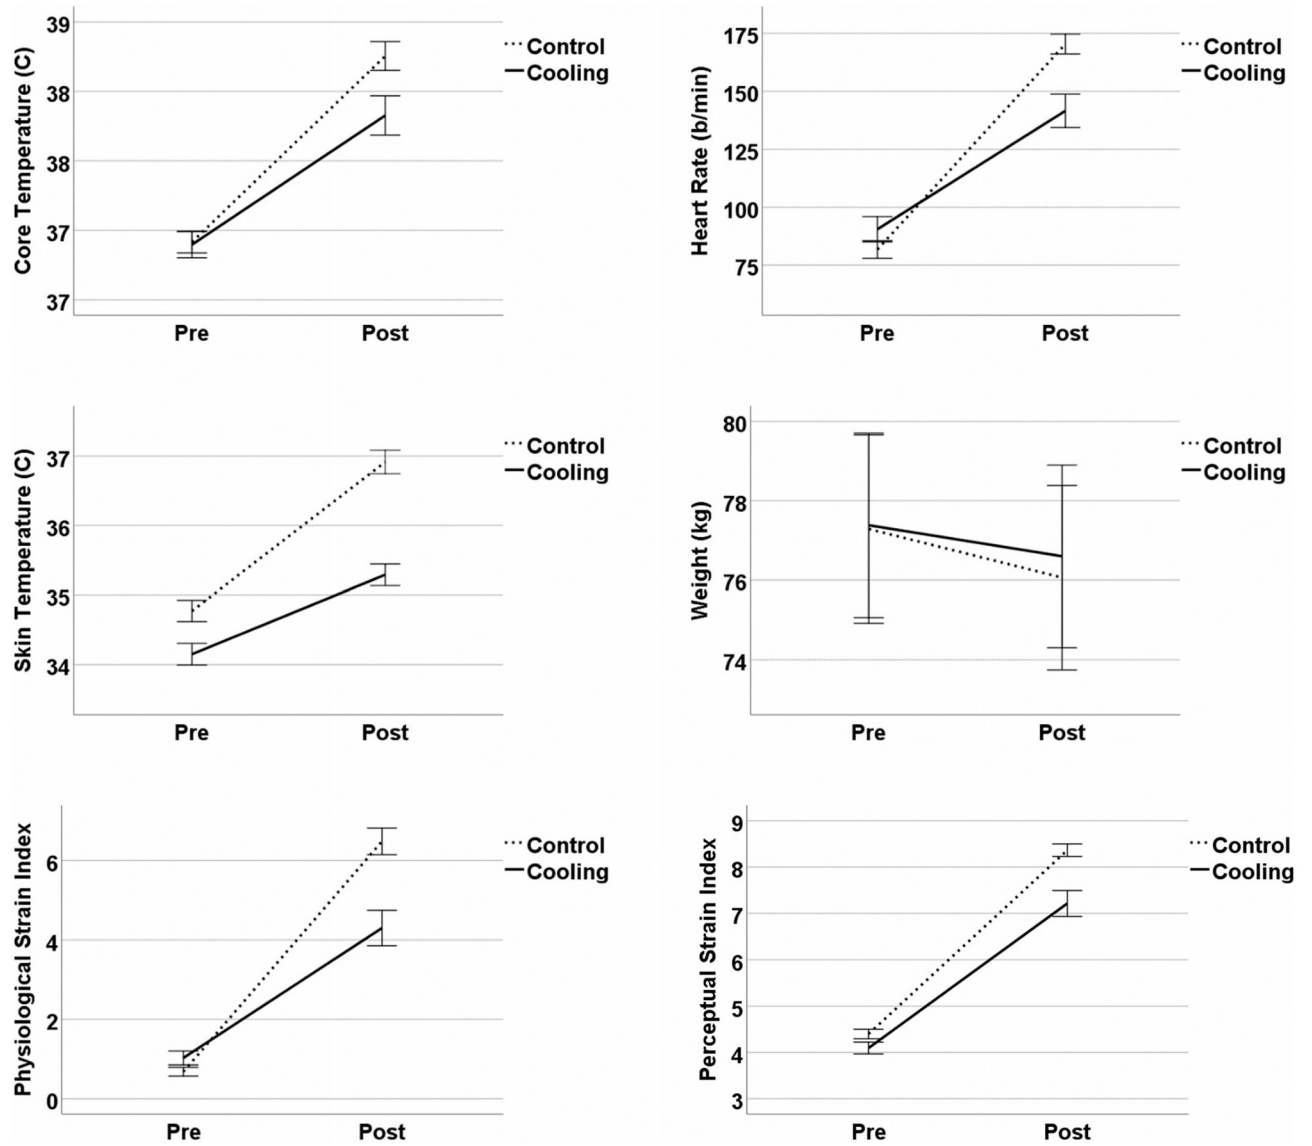 Core Temperature (C)
39
38
38
37
37
Pre Post
Control
Cooling
Heart Rate (b/min)
175
150
125
100
75
Pre Post
Control
Cooling
Skin Temperature (C)
37
36
35
34
Pre Post
Control
Cooling
Weight (kg)
80
78
76
74
Pre Post
Control
Cooling
Physiological Strain Index
6
4
2
0
Pre Post
Control
Cooling
Perceptual Strain Index
9
8
7
6
5
4
3
Pre Post
Control
Cooling